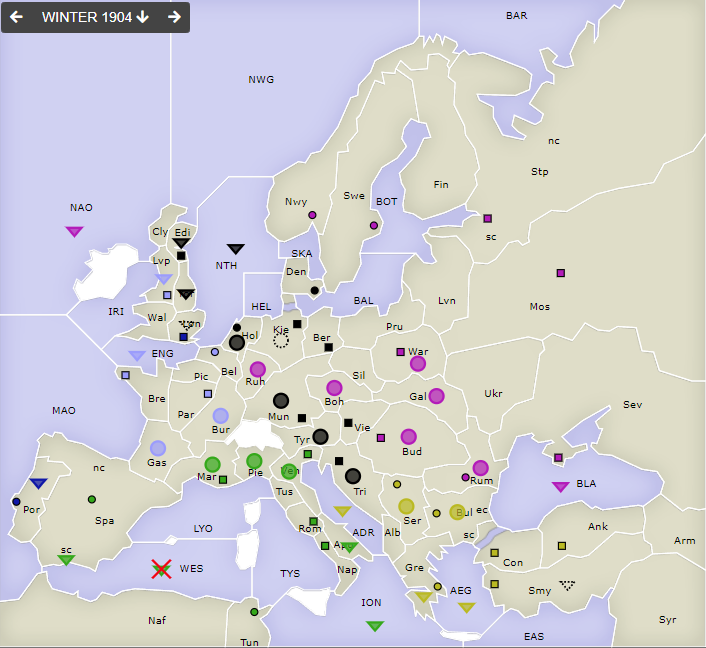 WINTER 1904
BAR
NWG
nc
Stp
Fin
Swe
BOT
Nwy
NAO
Cly
Edi
sc
SKA
NTH
Lvp
Den
Mos
HEL
BAL
Lvn
IRI
Wal
Kie
Pru
Hol
Ber
War
ENG
Bel
Ruh
Sil
Pic
Ukr
Bre
Boh
Gal
Sev
MAO
Par
Mun
Bur
Vie
Tyr
Bud
nc
Gas
Mar
Pie
Ven
Rum
BLA
Spa
Tus
Tri
Por
Ser
Bul
ec
Rom
ADR
Alb
sc
Ank
LYO
Arm
sc
Nap
Con
WES
TYS
Gre
AEG
Smy
ION
Naf
Syr
Tun
EAS